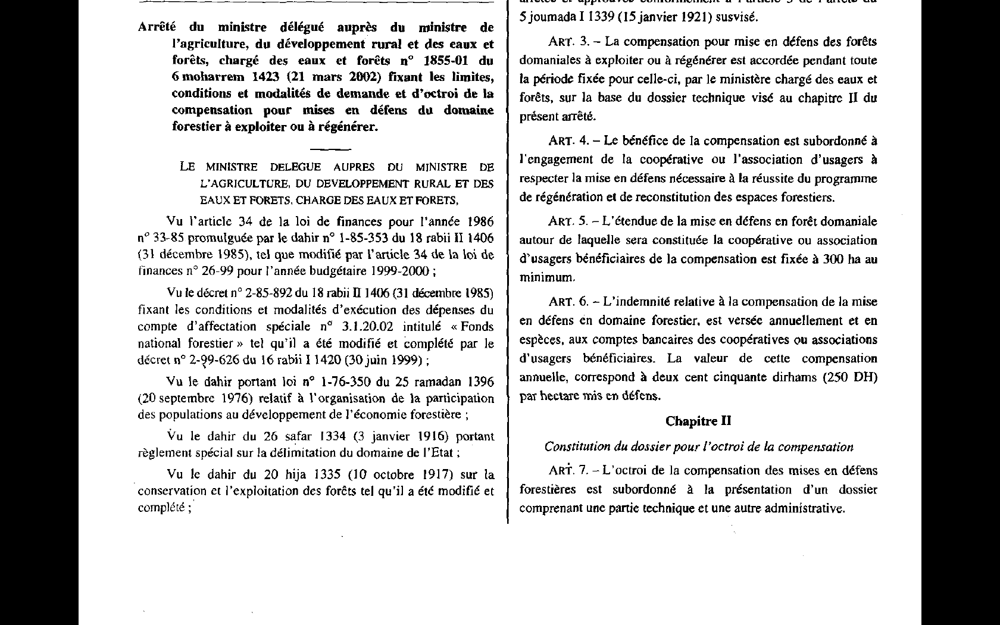 Arrêté du ministre délégué auprès du ministre de
l'agriculture, du développement rural et des eaux et
forêts, chargé des eaux et forêts n° 1855-01 du
6 moharrem 1423 (21 mars 2002) fixant les limites,
conditions et modalités de demande et d'octroi de la
compensation pour mises en défens du domaine
forestier à exploiter ou à régénérer.
LE MINISTRE DELEGUE AUPRES DU MINISTRE DE
L'AGRICULTURE, DU DEVELOPPEMENT RURAL ET DES
EAUX ET FORETS, CHARGE DES EAUX ET FORETS,
Vu l'article 34 de la loi de finances pour l'année 1986
n° 33-85 promulguée par le dahir n° 1-85-353 du 18 rabii II 1406
(31 décembre 1985), tel que modifié par l'article 34 de la loi de
finances n° 26-99 pour l'année budgétaire 1999-2000 ;
Vu le décret n° 2-85-892 du 18 rabii II 1406 (31 décembre 1985)
fixant les conditions et modalités d'exécution des dépenses du
compte d'affectation spéciale n° 3.1.20.02 intitulé « Fonds
national forestier » tel qu'il a été modifié et complété par le
décret n° 2-99-626 du 16 rabii I 1420 (30 juin 1999) ;
Vu le dahir portant loi n° 1-76-350 du 25 ramadan 1396
(20 septembre 1976) relatif à l'organisation de la participation
des populations au développement de l'économie forestière ;
Vu le dahir du 26 safar 1334 (3 janvier 1916) portant
règlement spécial sur la délimitation du domaine de l'Etat ;
Vu le dahir du 20 hija 1335 (10 octobre 1917) sur la
conservation et l'exploitation des forêts tel qu'il a été modifié et
complété ;
arrêtés et approuvés conformément à l'article 3 de l'arrêté du
5 joumada I 1339 (15 janvier 1921) susvisé.
ART. 3. – La compensation pour mise en défens des forêts
domaniales à exploiter ou à régénérer est accordée pendant toute
la période fixée pour celle-ci, par le ministère chargé des eaux et
forêts, sur la base du dossier technique visé au chapitre II du
présent arrêté.
ART. 4. – Le bénéfice de la compensation est subordonné à
l'engagement de la coopérative ou l'association d'usagers à
respecter la mise en défens nécessaire à la réussite du programme
de régénération et de reconstitution des espaces forestiers.
ART. 5. – L'étendue de la mise en défens en forêt domaniale
autour de laquelle sera constituée la coopérative ou association
d'usagers bénéficiaires de la compensation est fixée à 300 ha au
minimum.
ART. 6. – L'indemnité relative à la compensation de la mise
en défens en domaine forestier, est versée annuellement et en
espèces, aux comptes bancaires des coopératives ou associations
d'usagers bénéficiaires. La valeur de cette compensation
annuelle, correspond à deux cent cinquante dirhams (250 DH)
par hectare mis en défens.
Chapitre II
Constitution du dossier pour l'octroi de la compensation
ART. 7. – L'octroi de la compensation des mises en défens
forestières est subordonné à la présentation d'un dossier
comprenant une partie technique et une autre administrative.